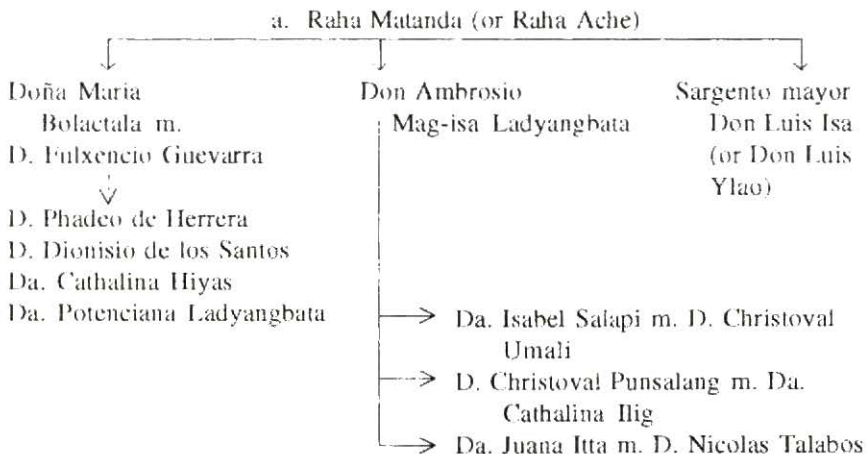 a. Raha Matanda (or Raha Ache)
Doña Maria
Bolactala m.
D. Fulxencio Guevarra
D. Phadeo de Herrera
D. Dionisio de los Santos
Da. Cathalina Hiyas
Da. Potenciana Ladyangbata
Don Ambrosio
Mag-isa Ladyangbata
Da. Isabel Salapi m. D. Christoval
Umali
D. Christoval Punsalang m. Da.
Cathalina Ilig
Da. Juana Itta m. D. Nicolas Talabos
Sargento mayor
Don Luis Isa
(or Don Luis
Ylao)